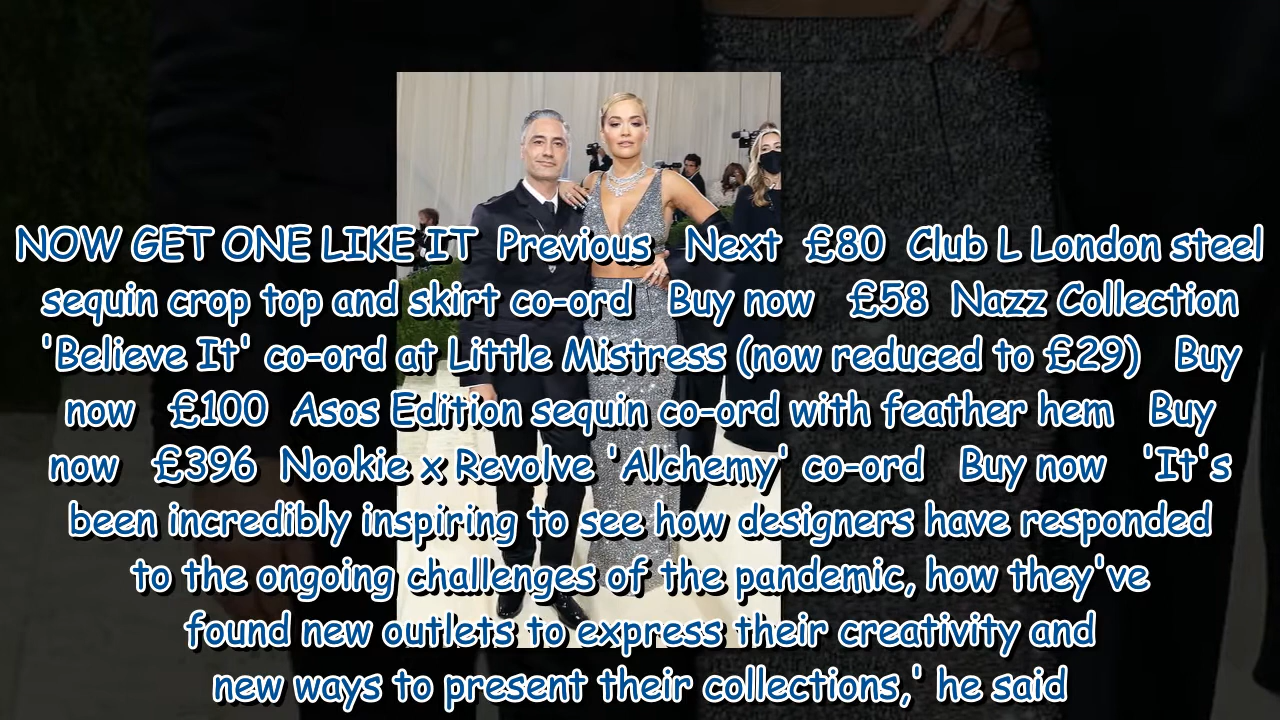 NOW GET ONE LIKE IT  Previous   Next  £80  Club L London steel
sequin crop top and skirt co-ord   Buy now   £58  Nazz Collection
'Believe It' co-ord at Little Mistress (now reduced to £29)   Buy
now   £100  Asos Edition sequin co-ord with feather hem   Buy
now   £396  Nookie x Revolve 'Alchemy' co-ord   Buy now   'It's
been incredibly inspiring to see how designers have responded
to the ongoing challenges of the pandemic, how they've
found new outlets to express their creativity and
new ways to present their collections,' he said